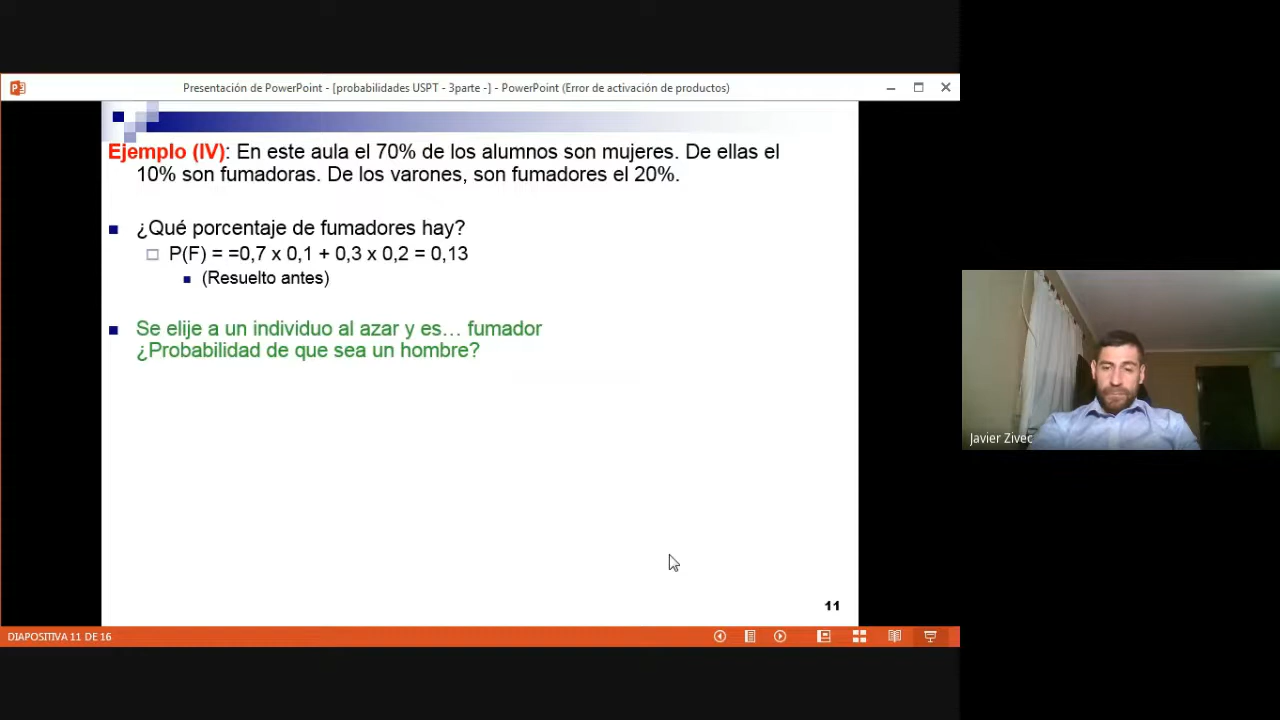 Presentación de PowerPoint - [probabilidades USPT - 3parte -] - PowerPoint (Error de activación de productos)
Ejemplo (IV): En este aula el 70% de los alumnos son mujeres. De ellas el
10% son fumadoras. De los varones, son fumadores el 20%.
¿Qué porcentaje de fumadores hay?
P(F) = =0,7 x 0,1 + 0,3 x 0,2 = 0,13
(Resuelto antes)
Se elije a un individuo al azar y es… fumador
¿Probabilidad de que sea un hombre?
Javier Zivec
11
DIAPOSITIVA 11 DE 16